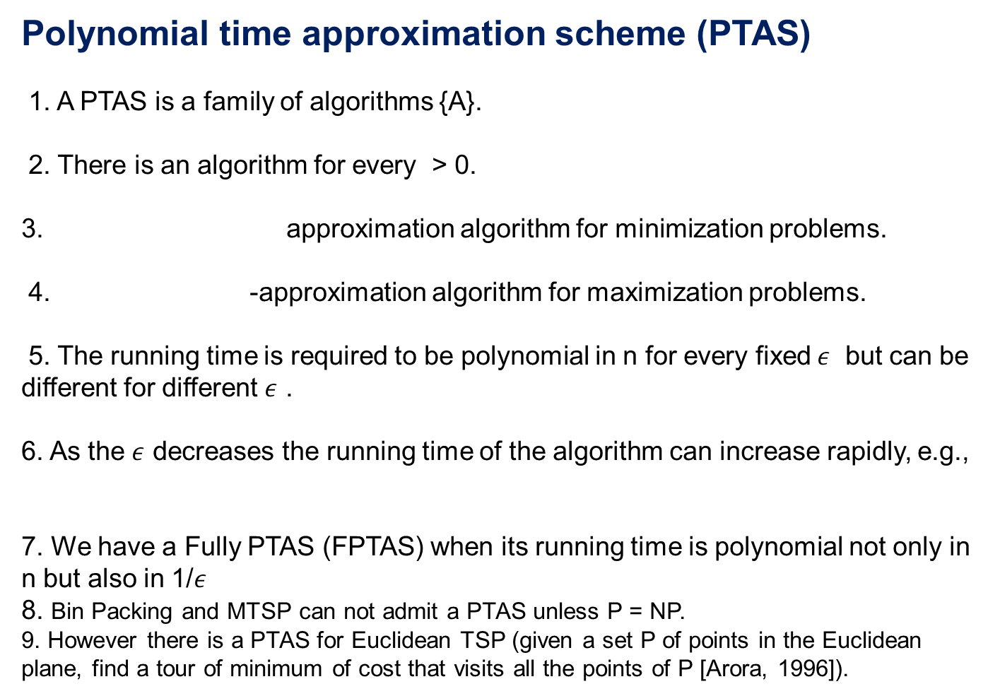 Polynomial time approximation scheme (PTAS)
1. A PTAS is a family of algorithms {A}.
2. There is an algorithm for every > 0.
3. approximation algorithm for minimization problems.
4. -approximation algorithm for maximization problems.
5. The running time is required to be polynomial in n for every fixed ϵ but can be
different for different ϵ .
6. As the ϵ decreases the running time of the algorithm can increase rapidly, e.g.,
7. We have a Fully PTAS (FPTAS) when its running time is polynomial not only in
n but also in 1/ϵ
8. Bin Packing and MTSP can not admit a PTAS unless P = NP.
9. However there is a PTAS for Euclidean TSP (given a set P of points in the Euclidean
plane, find a tour of minimum of cost that visits all the points of P [Arora, 1996]).